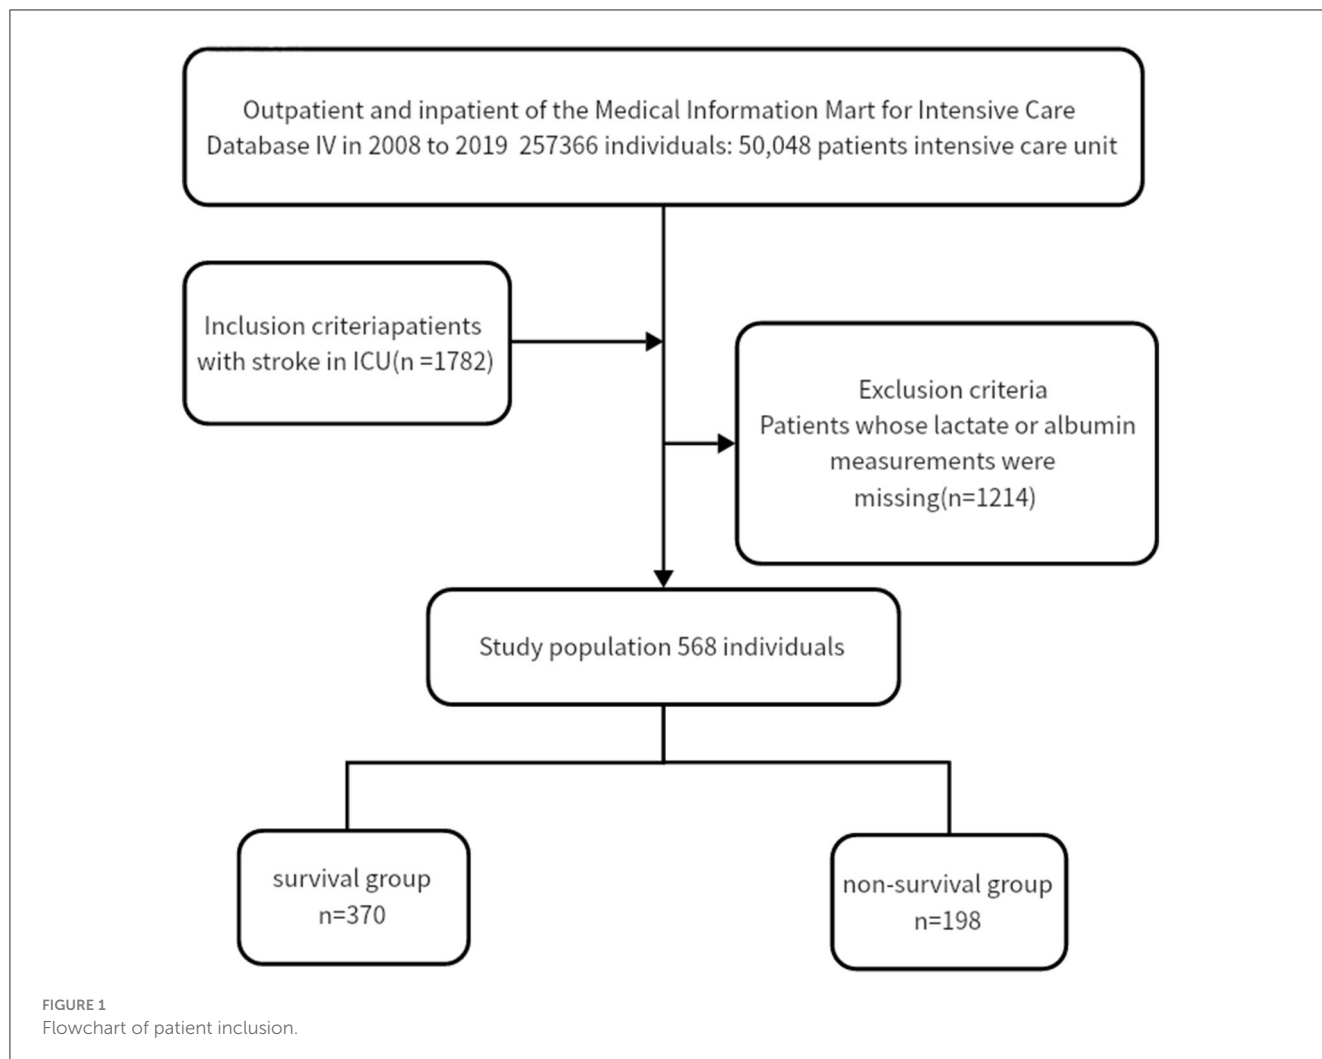 Outpatient and inpatient of the Medical Information Mart for Intensive Care
Database IV in 2008 to 2019 257366 individuals: 50,048 patients intensive care unit
Inclusion criteriapatients
with stroke in ICU(n =1782)
Exclusion criteria
Patients whose lactate or albumin
measurements were
missing(n=1214)
Study population 568 individuals
survival group
n=370
non-survival group
n=198
FIGURE 1
Flowchart of patient inclusion.